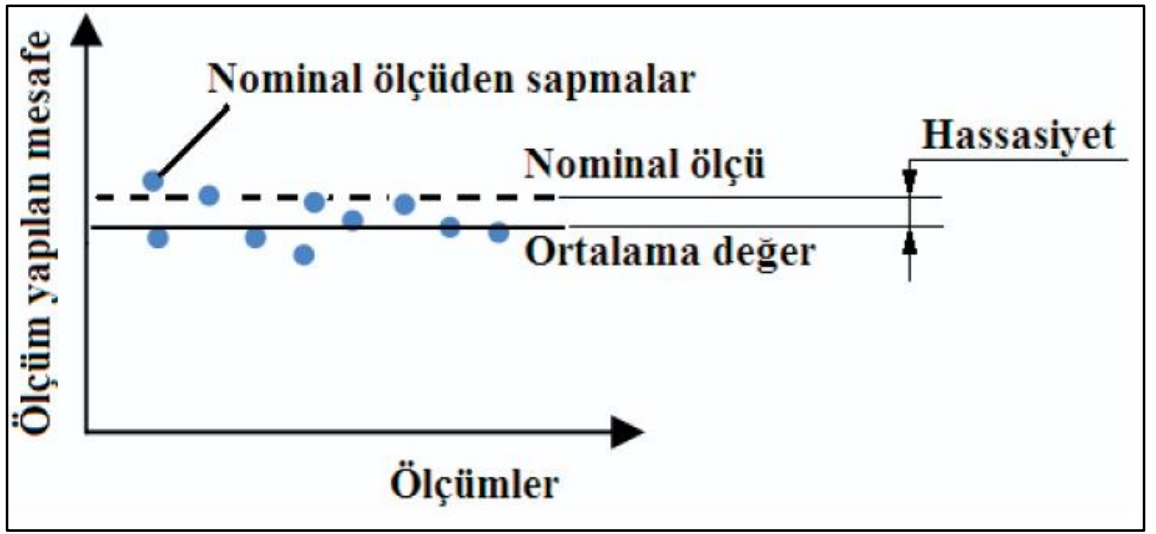 Ölçüm yapılan mesafe
Nominal ölçüden sapmalar
Hassasiyet
Nominal ölçü
Ortalama değer
Ölçümler